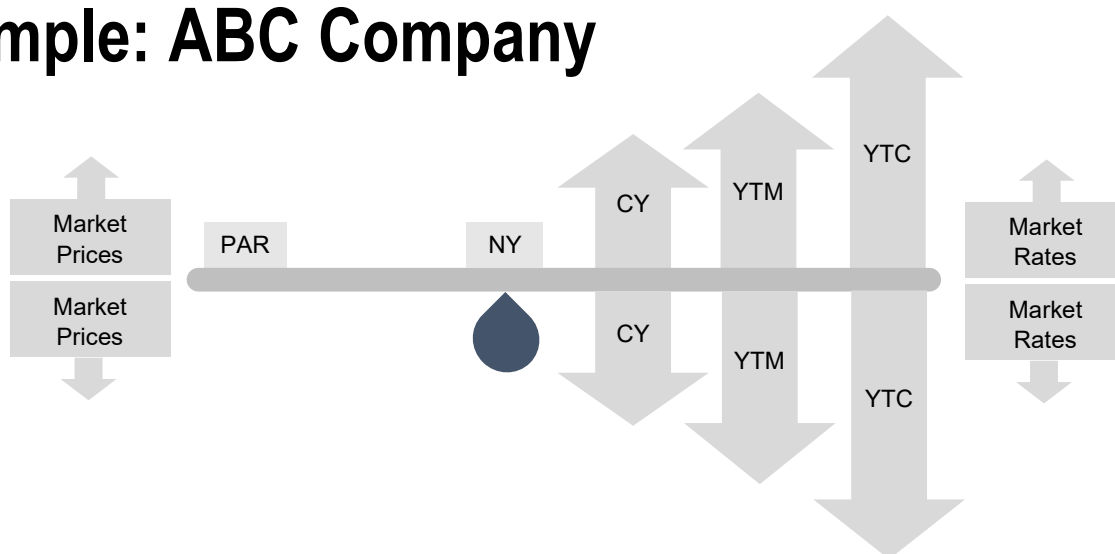 mple: ABC Company
Market
Prices
Market
Prices
PAR
NY
CY
YTM
YTC
CY
YTM
YTC
Market
Rates
Market
Rates